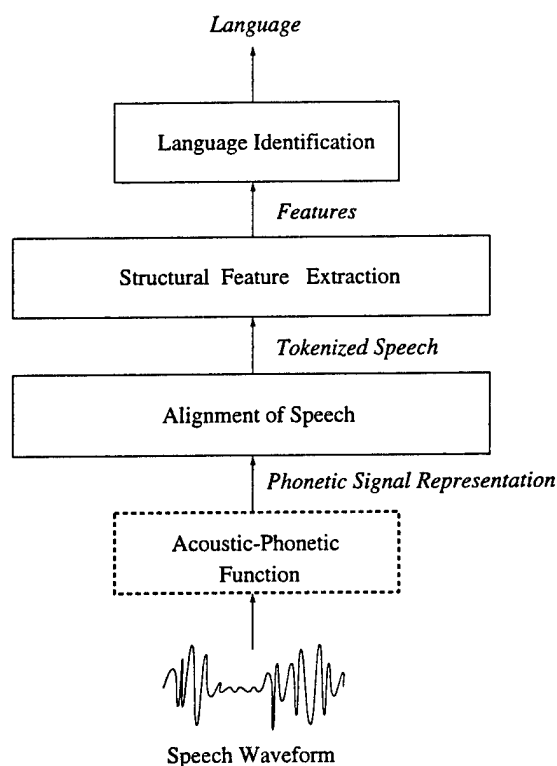 Language
Language Identification
Features
Structural Feature Extraction
Tokenized Speech
Alignment of Speech
Phonetic Signal Representation
Acoustic-Phonetic
Function
Speech Waveform